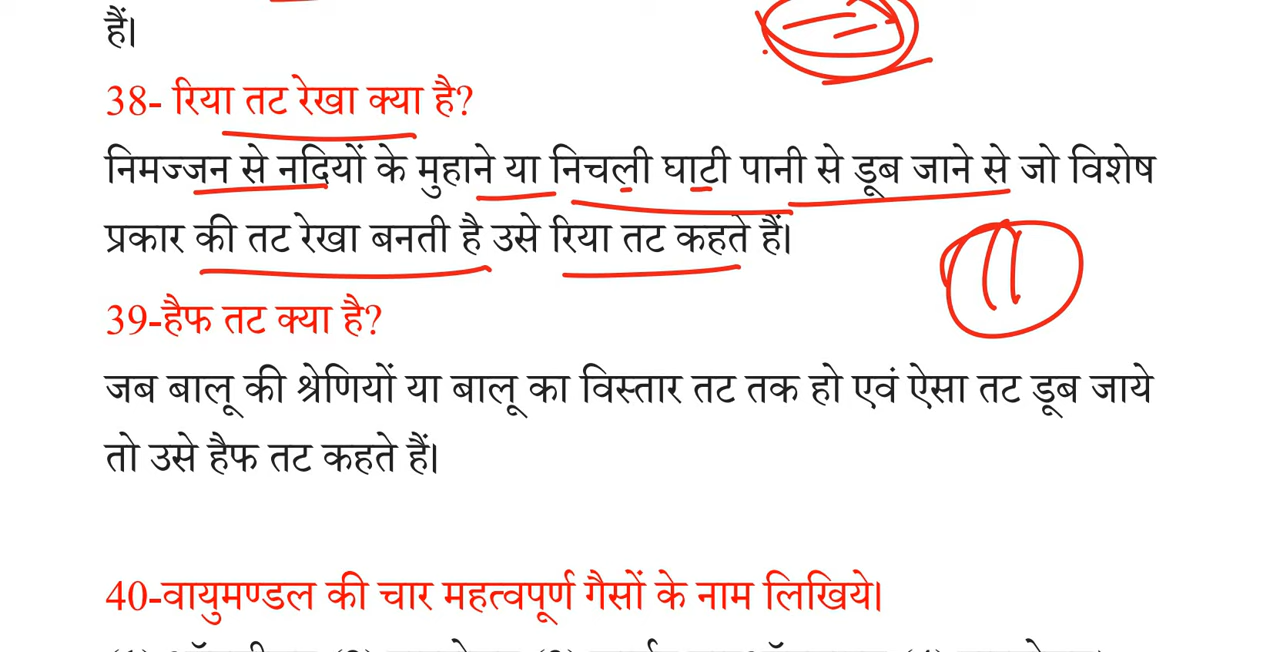 हैं।
38- रिया तट रेखा क्या है?
निमज्जन से नदियों के मुहाने या निचली घाटी पानी से डूब जाने से जो विशेष
प्रकार की तट रेखा बनती है उसे रिया तट कहते हैं।
39-हैफ तट क्या है?
जब बालू की श्रेणियों या बालू का विस्तार तट तक हो एवं ऐसा तट डूब जाये
तो उसे हैफ तट कहते हैं।
40-वायुमण्डल की चार महत्वपूर्ण गैसों के नाम लिखिये।